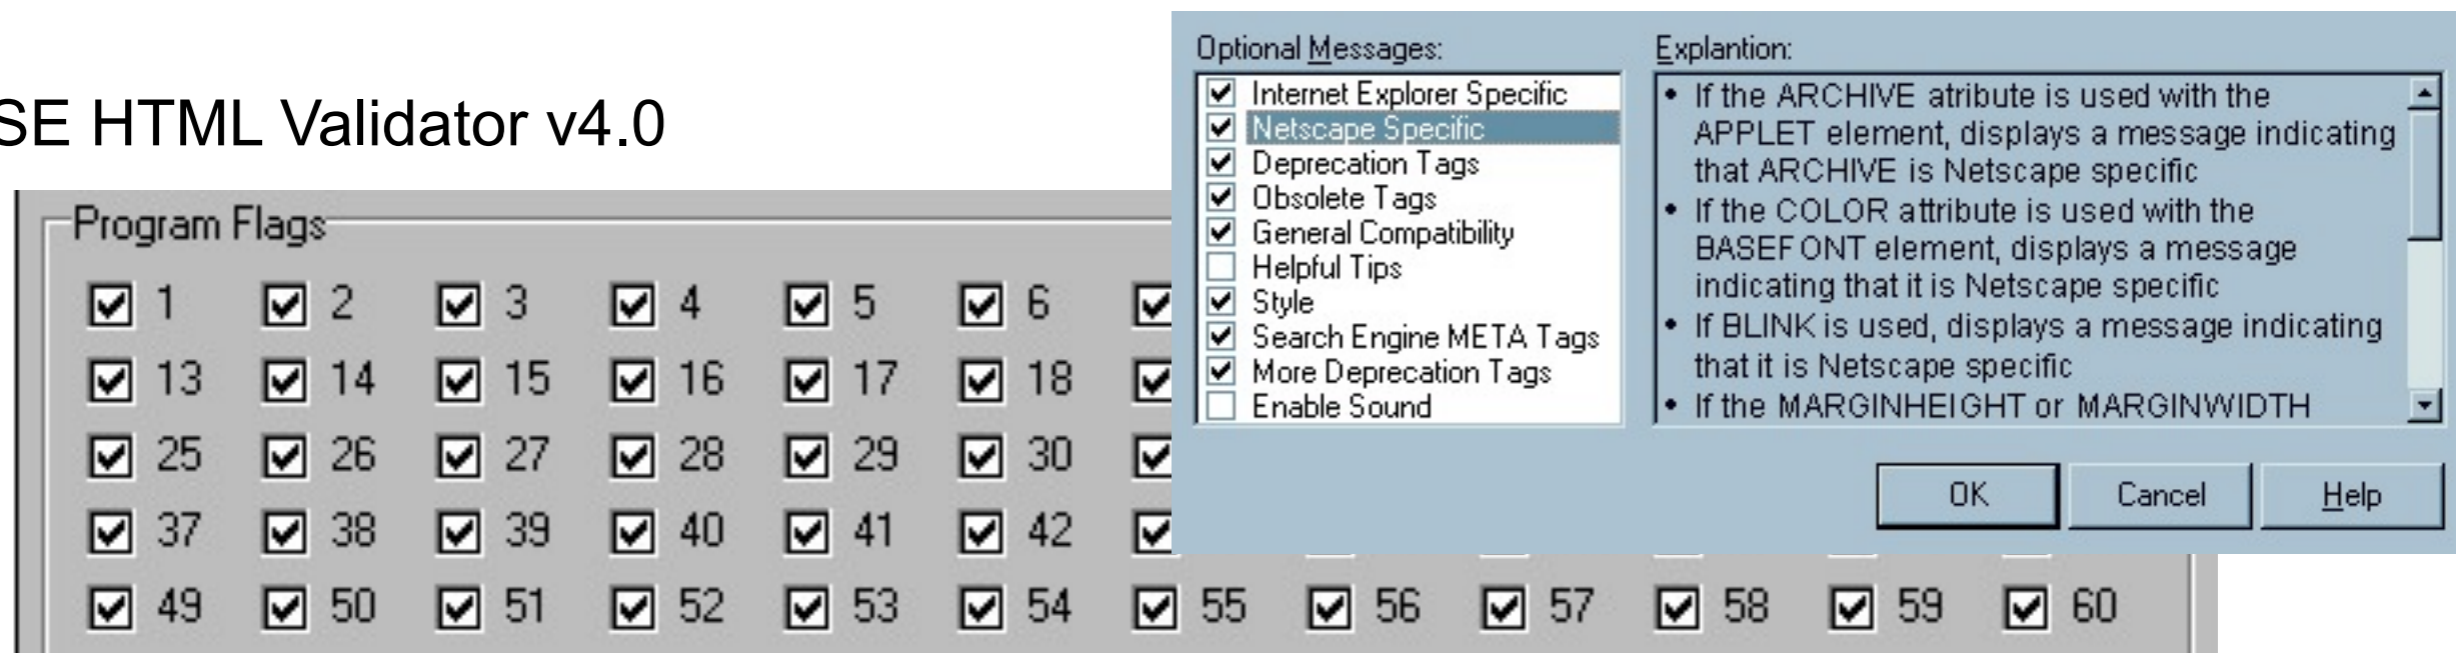 SE HTML Validator v4.0
Program Flags
1 2 3 4 5 6
13 14 15 16 17 18
25 26 27 28 29 30
37 38 39 40 41 42
49 50 51 52 53 54 55 56 57 58 59 60
Optional Messages:
Internet Explorer Specific
Netscape Specific
Deprecation Tags
Obsolete Tags
General Compatibility
Helpful Tips
Style
Search Engine META Tags
More Deprecation Tags
Enable Sound
Explantion:
• If the ARCHIVE atribute is used with the
APPLET element, displays a message indicating
that ARCHIVE is Netscape specific
• If the COLOR attribute is used with the
BASEFONT element, displays a message
indicating that it is Netscape specific
• If BLINK is used, displays a message indicating
that it is Netscape specific
• If the MARGINHEIGHT or MARGINWIDTH
OK Cancel Help